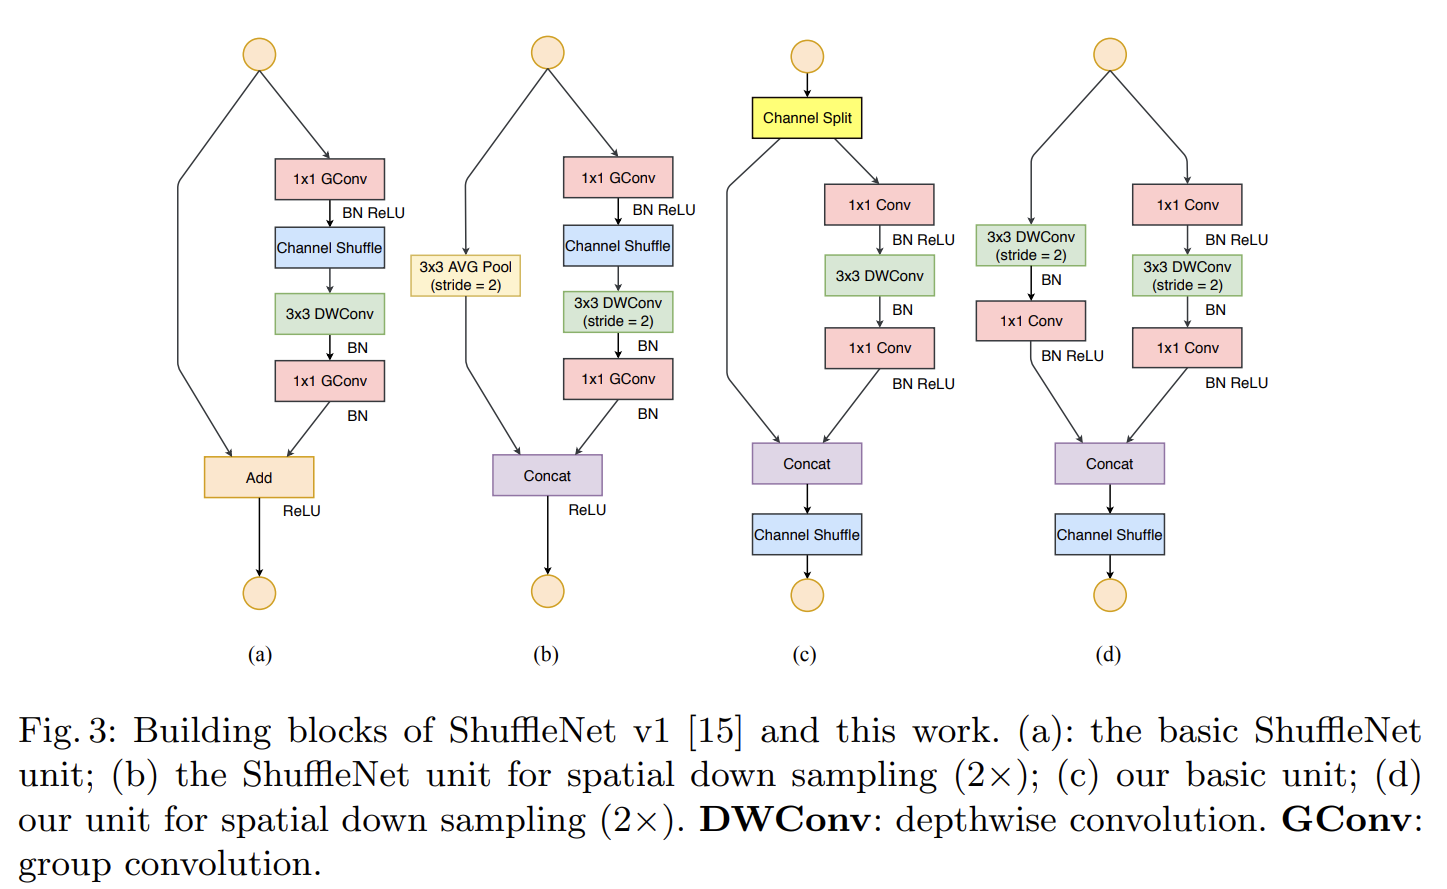 1x1 GConv
BN ReLU
Channel Shuffle
3x3 DWConv
BN
1x1 GConv
BN
Add
ReLU
(a)
1x1 GConv
BN ReLU
Channel Shuffle
3x3 AVG Pool
(stride = 2)
3x3 DWConv
(stride = 2)
BN
1x1 GConv
BN
Concat
ReLU
(b)
Channel Split
1x1 Conv
BN ReLU
3x3 DWConv
BN
1x1 Conv
BN ReLU
Concat
Channel Shuffle
(c)
3x3 DWConv
(stride = 2)
BN
1x1 Conv
BN ReLU
1x1 Conv
BN ReLU
3x3 DWConv
(stride = 2)
BN
1x1 Conv
BN ReLU
Concat
Channel Shuffle
(d)
Fig. 3: Building blocks of ShuffleNet v1 [15] and this work. (a): the basic ShuffleNet
unit; (b) the ShuffleNet unit for spatial down sampling (2×); (c) our basic unit; (d)
our unit for spatial down sampling (2×). DWConv: depthwise convolution. GConv:
group convolution.